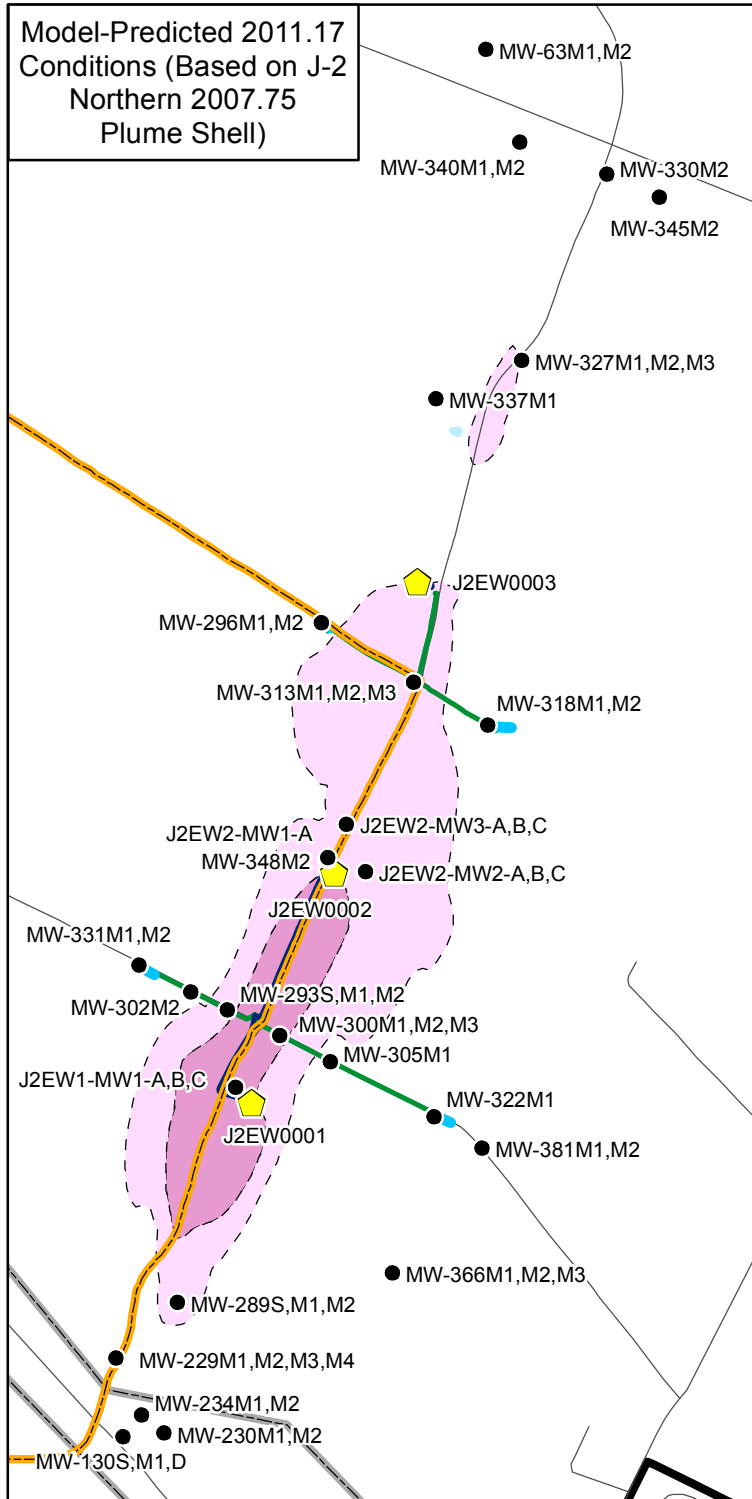 Model-Predicted 2011.17
Conditions (Based on J-2
Northern 2007.75
Plume Shell)
MW-63M1,M2
MW-340M1,M2
MW-330M2
MW-345M2
MW-327M1,M2,M3
MW-337M1
J2EW0003
MW-296M1,M2
MW-313M1,M2,M3
MW-318M1,M2
J2EW2-MW3-A,B,C
J2EW2-MW1-A
MW-348M2
J2EW2-MW2-A,B,C
J2EW0002
MW-331M1,M2
MW-302M2
MW-293S,M1,M2
MW-300M1,M2,M3
MW-305M1
J2EW1-MW1-A,B,C
MW-322M1
J2EW0001
MW-381M1,M2
MW-366M1,M2,M3
MW-289S,M1,M2
MW-229M1,M2,M3,M4
MW-234M1,M2
MW-230M1,M2
MW-130S,M1,D